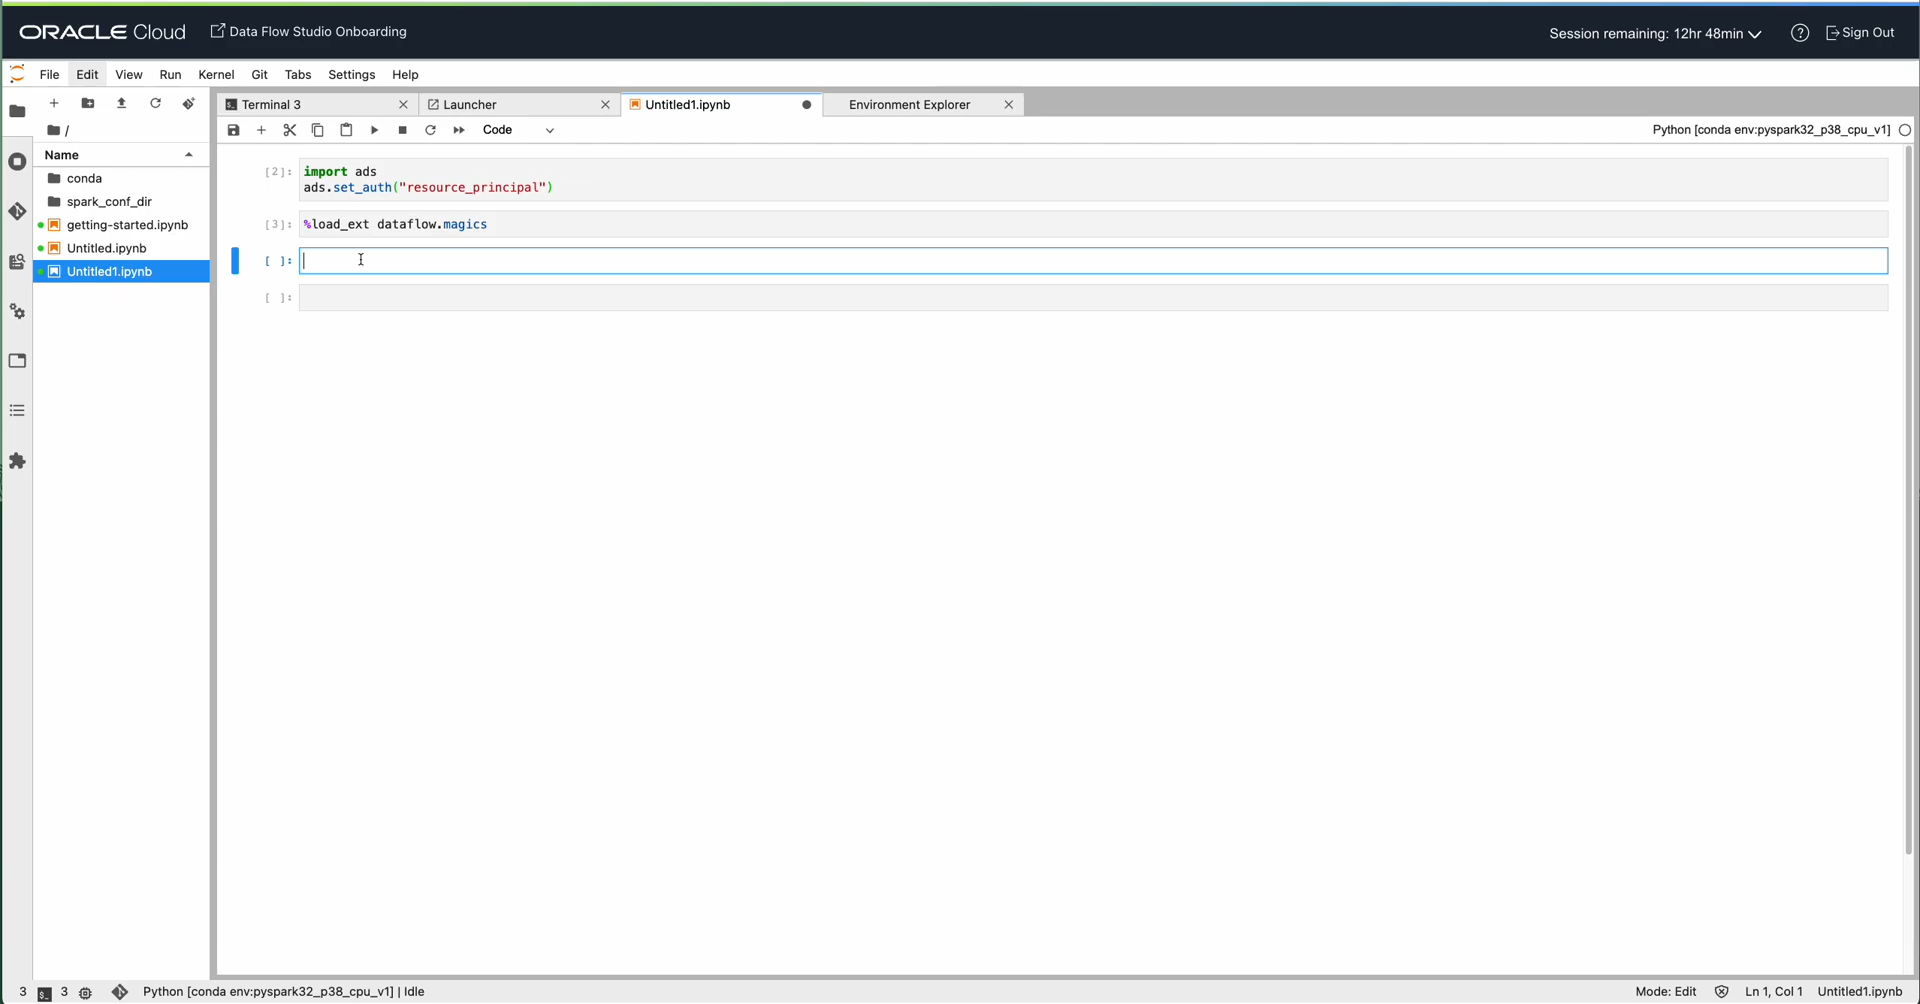 ORACLE Cloud Data Flow Studio Onboarding Session remaining: 12hr 48min ? Sign Out
File Edit View Run Kernel Git Tabs Settings Help
Terminal 3 Launcher Untitled1.ipynb Environment Explorer
/ Code Python [conda env:pyspark32_p38_cpu_v1]
Name
conda
spark_conf_dir
getting-started.ipynb
Untitled.ipynb
Untitled1.ipynb
[2]: import ads
ads.set_auth("resource_principal")
[3]: %load_ext dataflow.magics
[ ]:
[ ]:
3 $_ 3 Python [conda env:pyspark32_p38_cpu_v1] | Idle Mode: Edit Ln 1, Col 1 Untitled1.ipynb